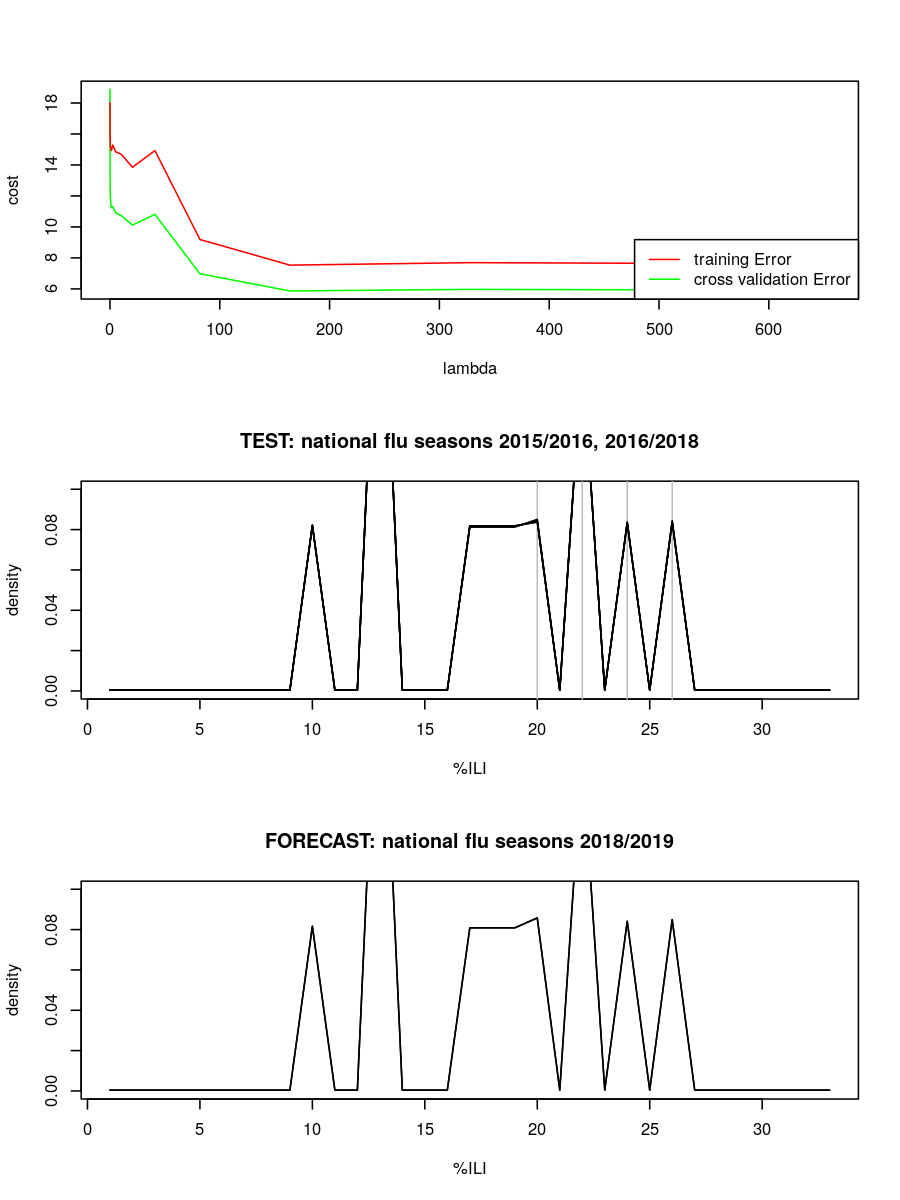 18
14
10
8
6
cost
training Error
cross validation Error
0 100 200 300 400 500 600
lambda
TEST: national flu seasons 2015/2016, 2016/2018
0.08
0.04
0.00
density
0 5 10 15 20 25 30
%ILI
FORECAST: national flu seasons 2018/2019
0.08
0.04
0.00
density
0 5 10 15 20 25 30
%ILI